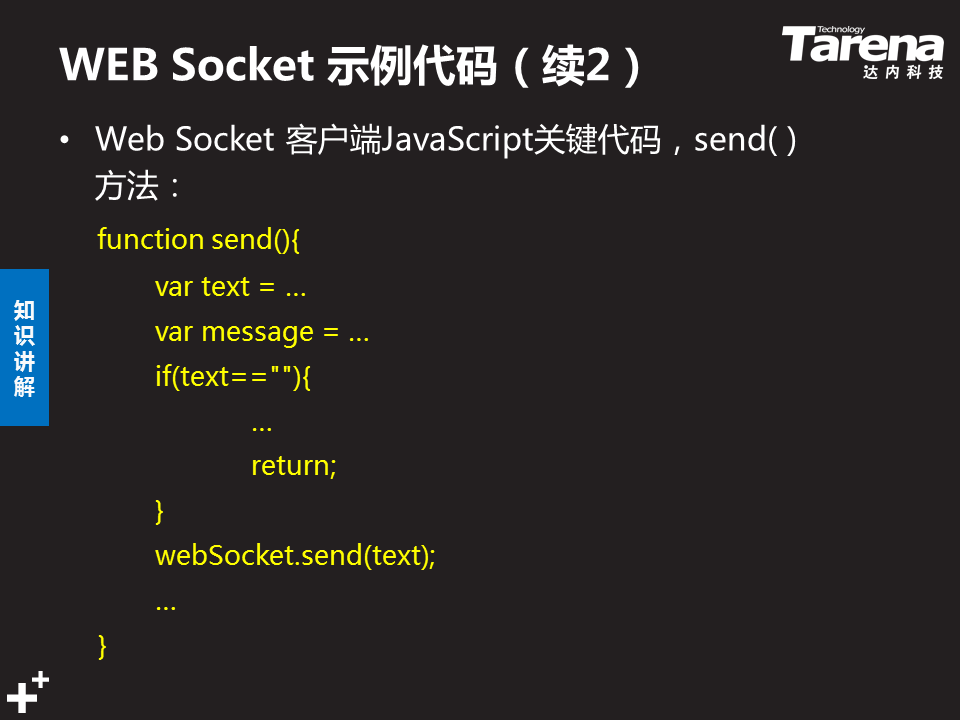 WEB Socket 示例代码（续2）
Technology
Tarena
达内科技
• Web Socket 客户端JavaScript关键代码，send( )
方法：
function send(){
var text = ...
var message = ...
if(text==""){
...
return;
}
webSocket.send(text);
...
}
知识讲解